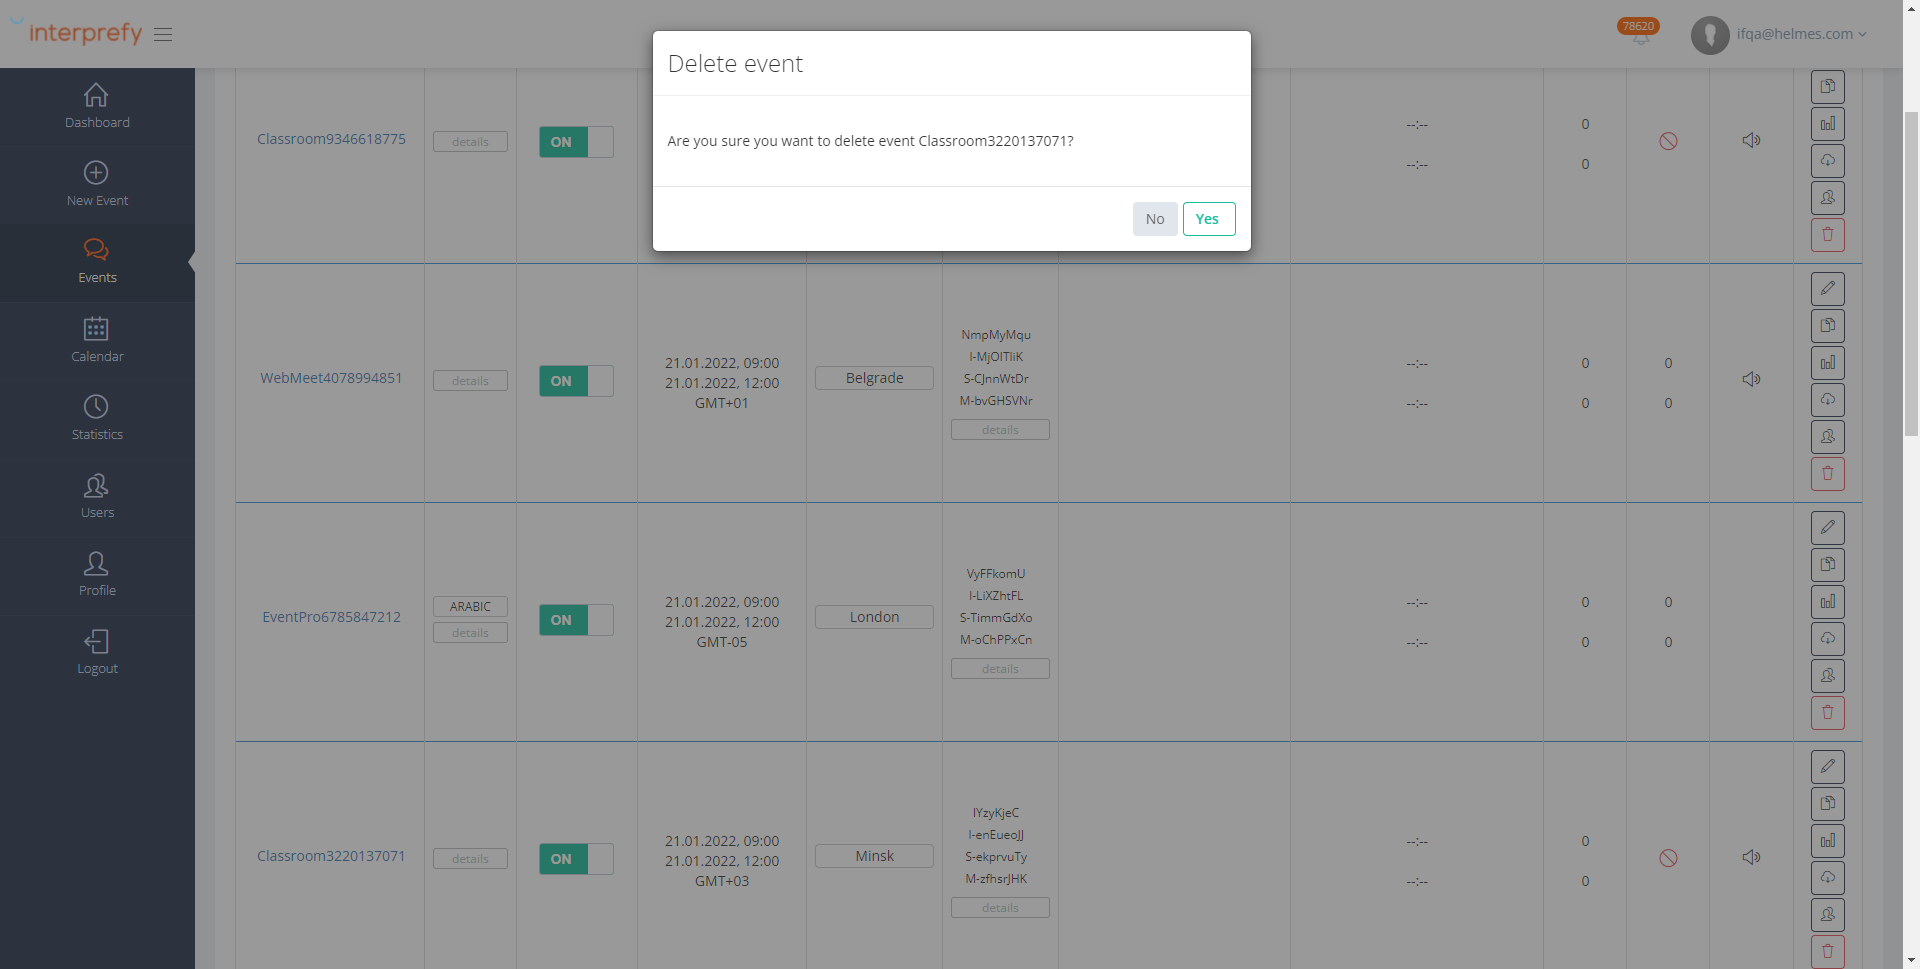 interprefy
78620
ifqa@helmes.com
Dashboard
New Event
Events
Calendar
Statistics
Users
Profile
Logout
Delete event
Are you sure you want to delete event Classroom3220137071?
No
Yes
Classroom9346618775
details
ON
--:--
--:--
0
0
WebMeet4078994851
details
ON
21.01.2022, 09:00
21.01.2022, 12:00
GMT+01
Belgrade
NmpMyMqu
I-MjOITliK
S-CJnnWtDr
M-bvGHSVNr
details
--:--
--:--
0
0
0
0
EventPro6785847212
ARABIC
details
ON
21.01.2022, 09:00
21.01.2022, 12:00
GMT-05
London
VyFFkomU
I-LiXZhtFL
S-TimmGdXo
M-oChPPxCn
details
--:--
--:--
0
0
0
0
Classroom3220137071
details
ON
21.01.2022, 09:00
21.01.2022, 12:00
GMT+03
Minsk
IYzyKjeC
I-enEueoJJ
S-ekprvuTy
M-zfhsrJHK
details
--:--
--:--
0
0